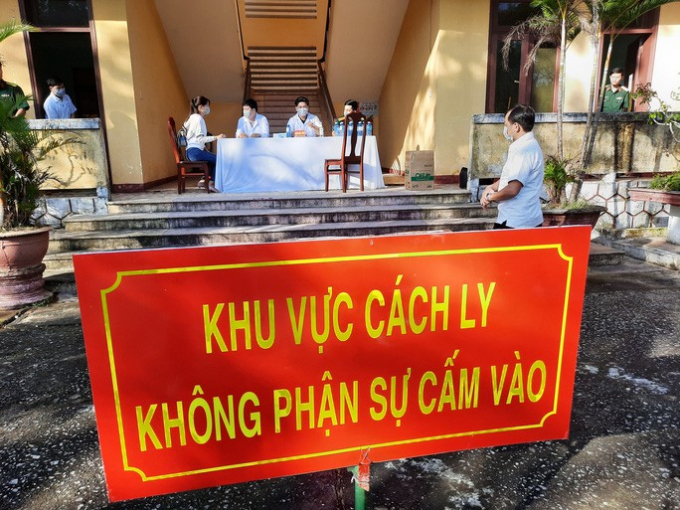 KHU VỰC CÁCH LY
KHÔNG PHẬN SỰ CẤM VÀO